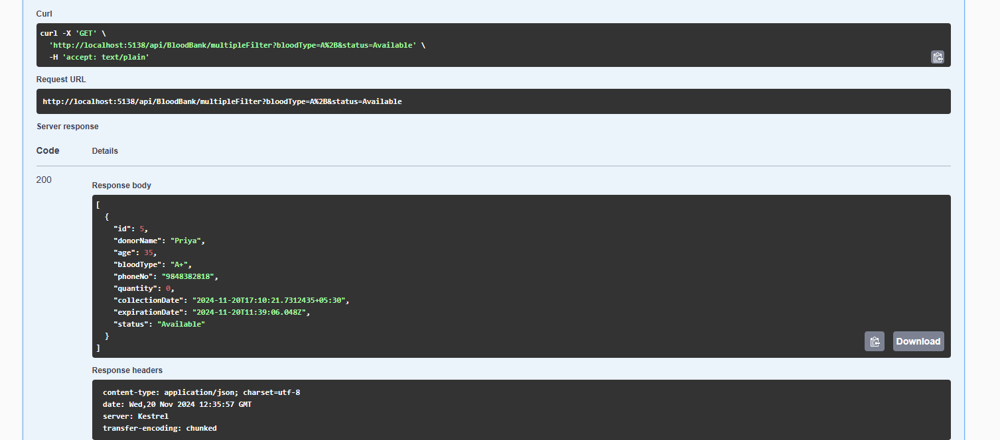 Curl
curl -X 'GET' \
  'http://localhost:5138/api/BloodBank/multipleFilter?bloodType=A%2B&status=Available' \
  -H 'accept: text/plain'
Request URL
http://localhost:5138/api/BloodBank/multipleFilter?bloodType=A%2B&status=Available
Server response
Code Details
200
Response body
[
  {
    "id": 5,
    "donorName": "Priya",
    "age": 35,
    "bloodType": "A+",
    "phoneNo": "9848382818",
    "quantity": 0,
    "collectionDate": "2024-11-20T17:10:21.7312435+05:30",
    "expirationDate": "2024-11-20T11:39:06.048Z",
    "status": "Available"
  }
]
Download
Response headers
content-type: application/json; charset=utf-8
date: Wed,20 Nov 2024 12:35:57 GMT
server: Kestrel
transfer-encoding: chunked